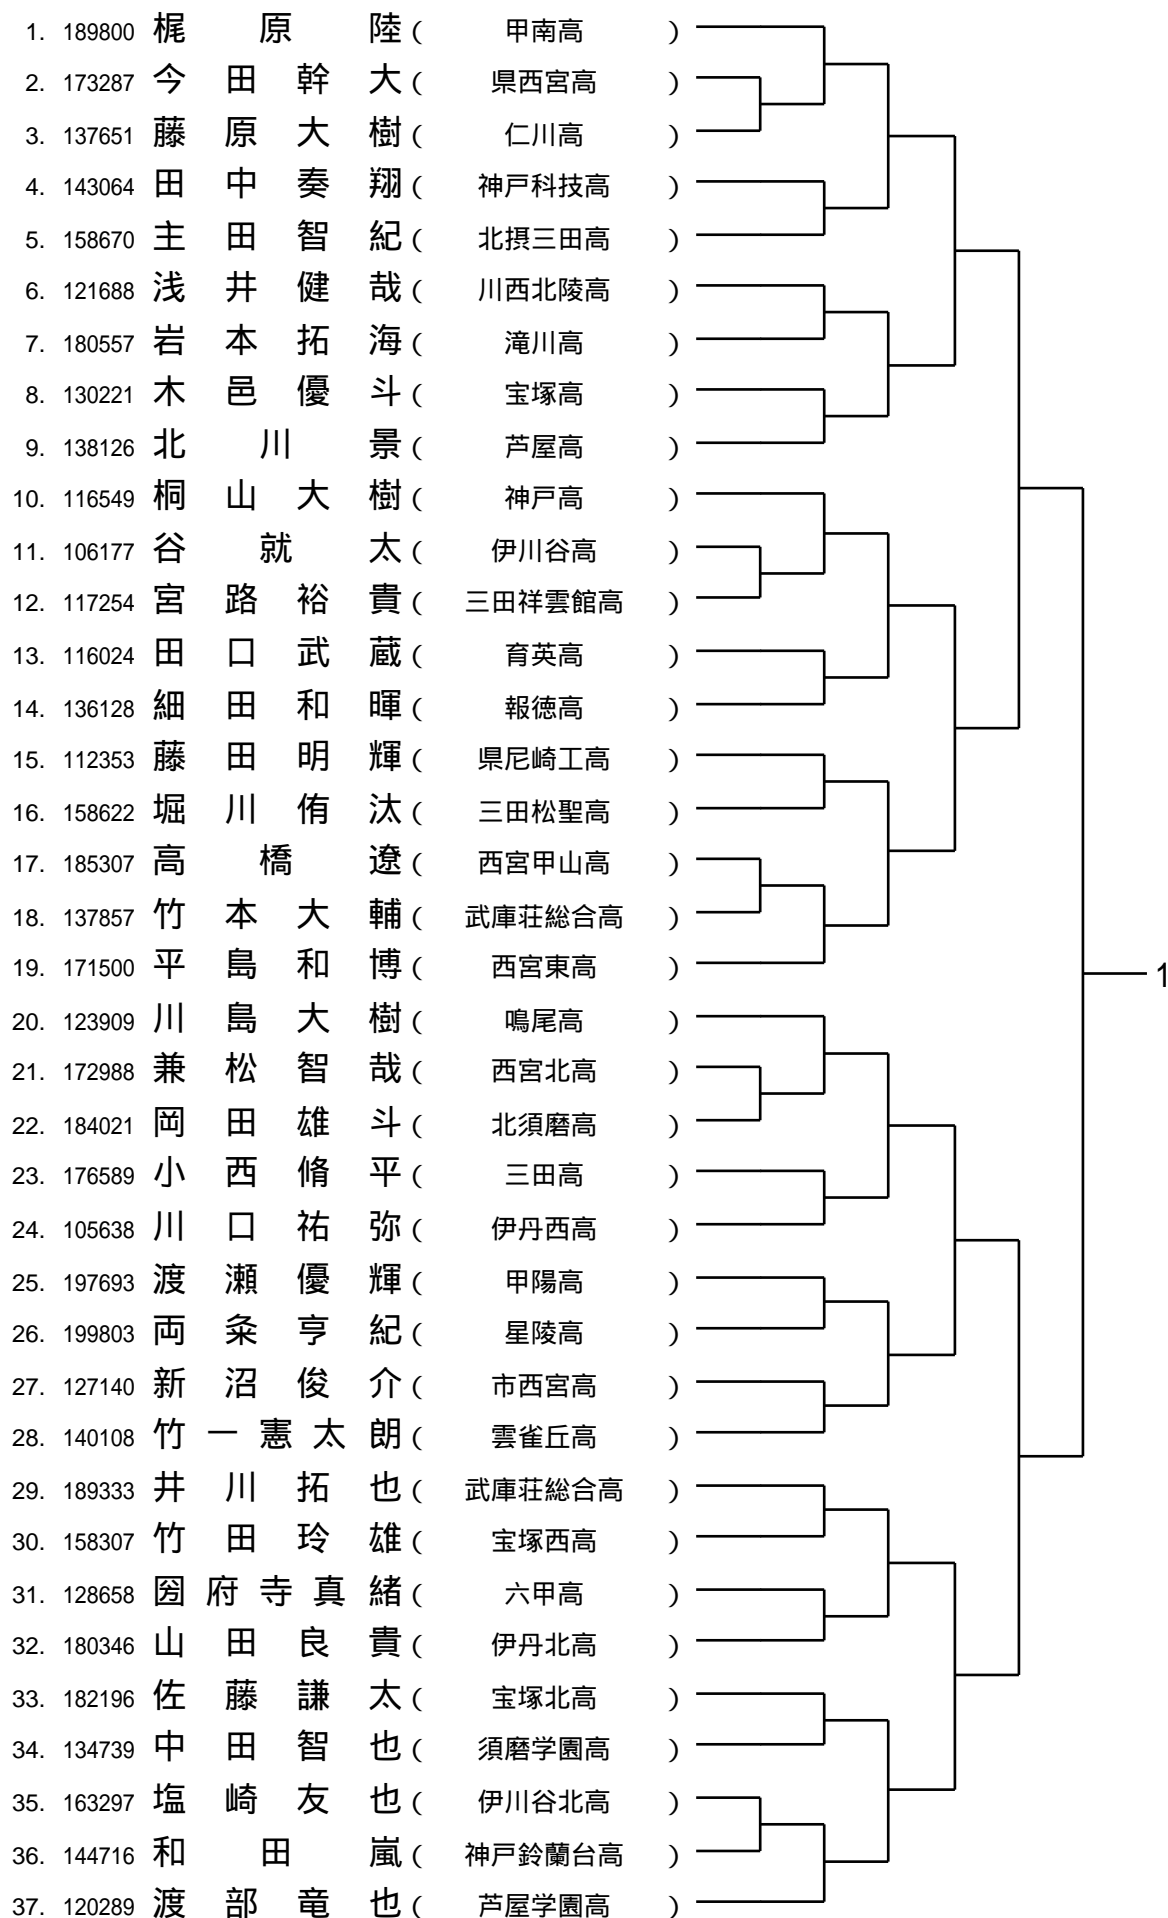 1. 189800 梶原陸 ( 甲南高 )
2. 173287 今田幹大 ( 県西宮高 )
3. 137651 藤原大樹 ( 仁川高 )
4. 143064 田中奏翔 ( 神戸科技高 )
5. 158670 主田智紀 ( 北摂三田高 )
6. 121688 浅井健哉 ( 川西北陵高 )
7. 180557 岩本拓海 ( 滝川高 )
8. 130221 木邑優斗 ( 宝塚高 )
9. 138126 北川景 ( 芦屋高 )
10. 116549 桐山大樹 ( 神戸高 )
11. 106177 谷就太 ( 伊川谷高 )
12. 117254 宮路裕貴 ( 三田祥雲館高 )
13. 116024 田口武蔵 ( 育英高 )
14. 136128 細田和暉 ( 報徳高 )
15. 112353 藤田明輝 ( 県尼崎工高 )
16. 158622 堀川侑汰 ( 三田松聖高 )
17. 185307 高橋遼 ( 西宮甲山高 )
18. 137857 竹本大輔 ( 武庫荘総合高 )
19. 171500 平島和博 ( 西宮東高 )
1
20. 123909 川島大樹 ( 鳴尾高 )
21. 172988 兼松智哉 ( 西宮北高 )
22. 184021 岡田雄斗 ( 北須磨高 )
23. 176589 小西脩平 ( 三田高 )
24. 105638 川口祐弥 ( 伊丹西高 )
25. 197693 渡瀬優輝 ( 甲陽高 )
26. 199803 両粂亨紀 ( 星陵高 )
27. 127140 新沼俊介 ( 市西宮高 )
28. 140108 竹一憲太朗 ( 雲雀丘高 )
29. 189333 井川拓也 ( 武庫荘総合高 )
30. 158307 竹田玲雄 ( 宝塚西高 )
31. 128658 圀府寺真緒 ( 六甲高 )
32. 180346 山田良貴 ( 伊丹北高 )
33. 182196 佐藤謙太 ( 宝塚北高 )
34. 134739 中田智也 ( 須磨学園高 )
35. 163297 塩崎友也 ( 伊川谷北高 )
36. 144716 和田嵐 ( 神戸鈴蘭台高 )
37. 120289 渡部竜也 ( 芦屋学園高 )